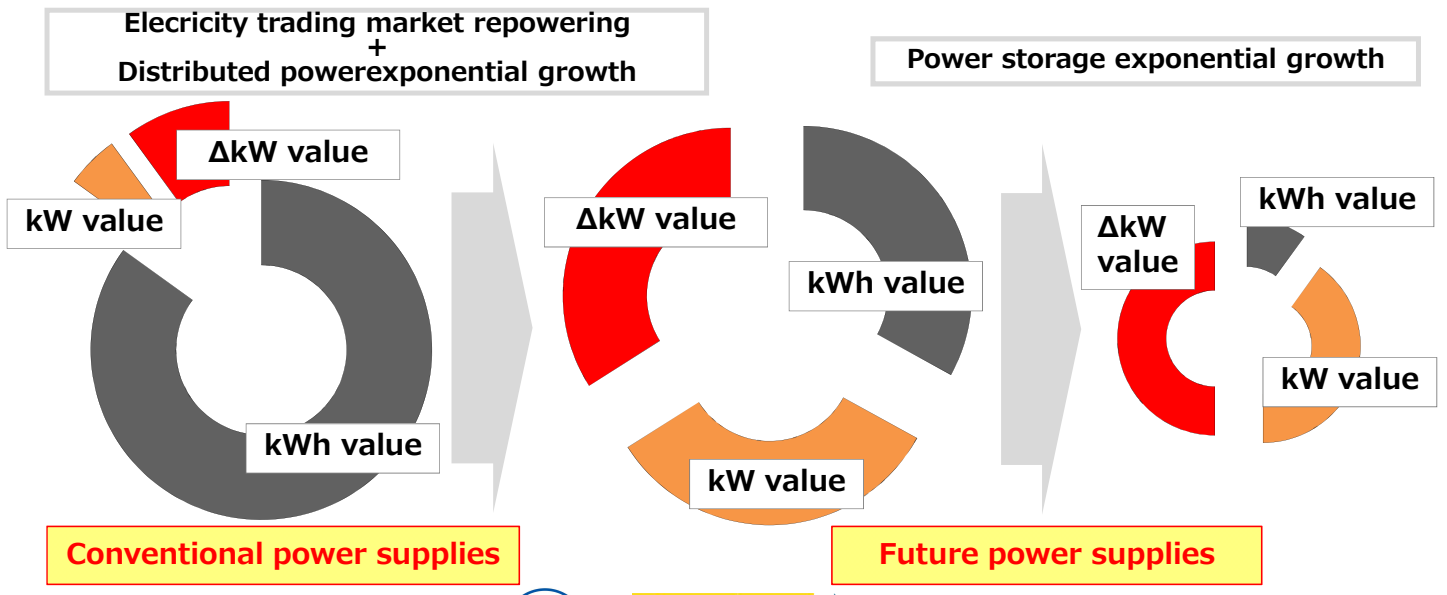 Elecricity trading market repowering
+
Distributed powerexponential growth
Power storage exponential growth
ΔkW value
kW value
kWh value
ΔkW value
kWh value
kW value
kWh value
ΔkW
value
kW value
Conventional power supplies
Future power supplies